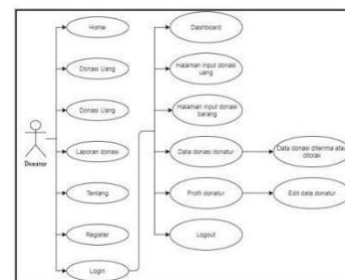 Home
Donasi Uang
Donasi Uang
Laporan donasi
Tentang
Register
Login
Donatur
Dashboard
Halaman input donasi
uang
Halaman input donasi
barang
Data donasi donatur
Data donasi diterima atau
ditolak
Profil donatur
Edit data donatur
Logout